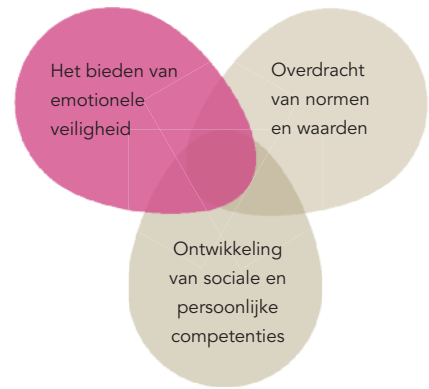 Het bieden van
emotionele
veiligheid
Overdracht
van normen
en waarden
Ontwikkeling
van sociale en
persoonlijke
competenties